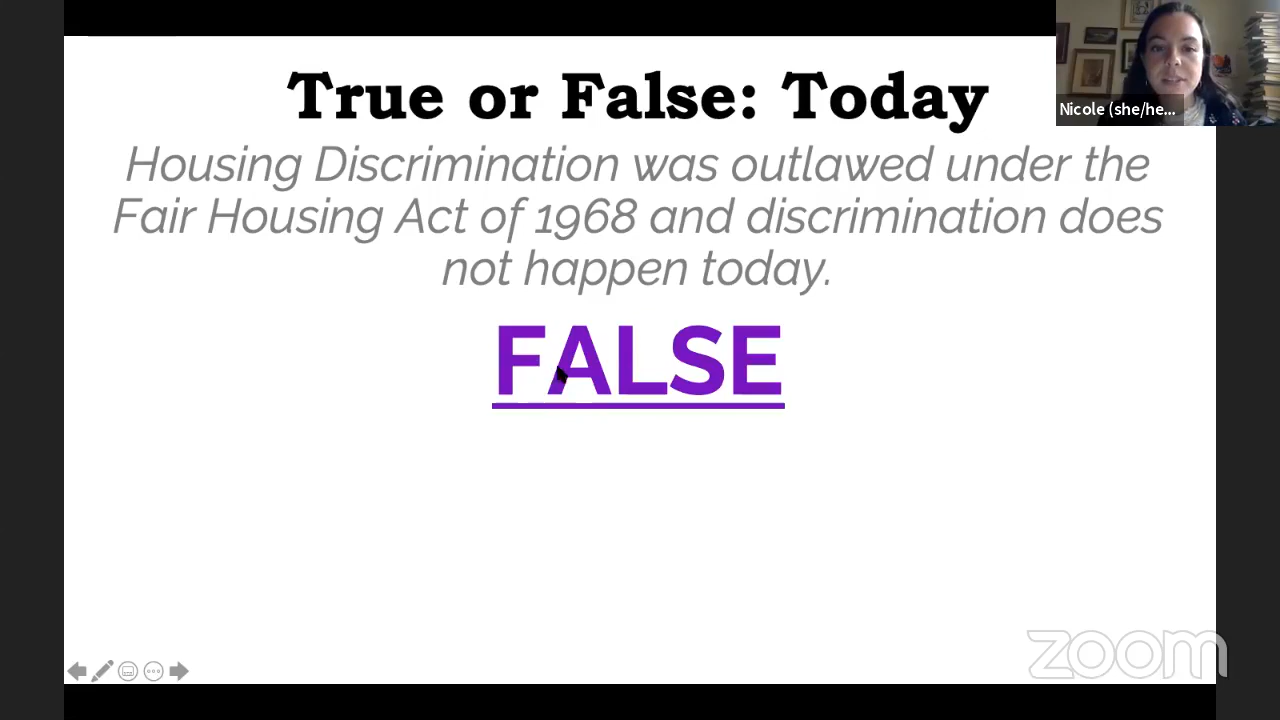 True or False: Today
Housing Discrimination was outlawed under the
Fair Housing Act of 1968 and discrimination does
not happen today.
FALSE
Nicole (she/he...
zoom